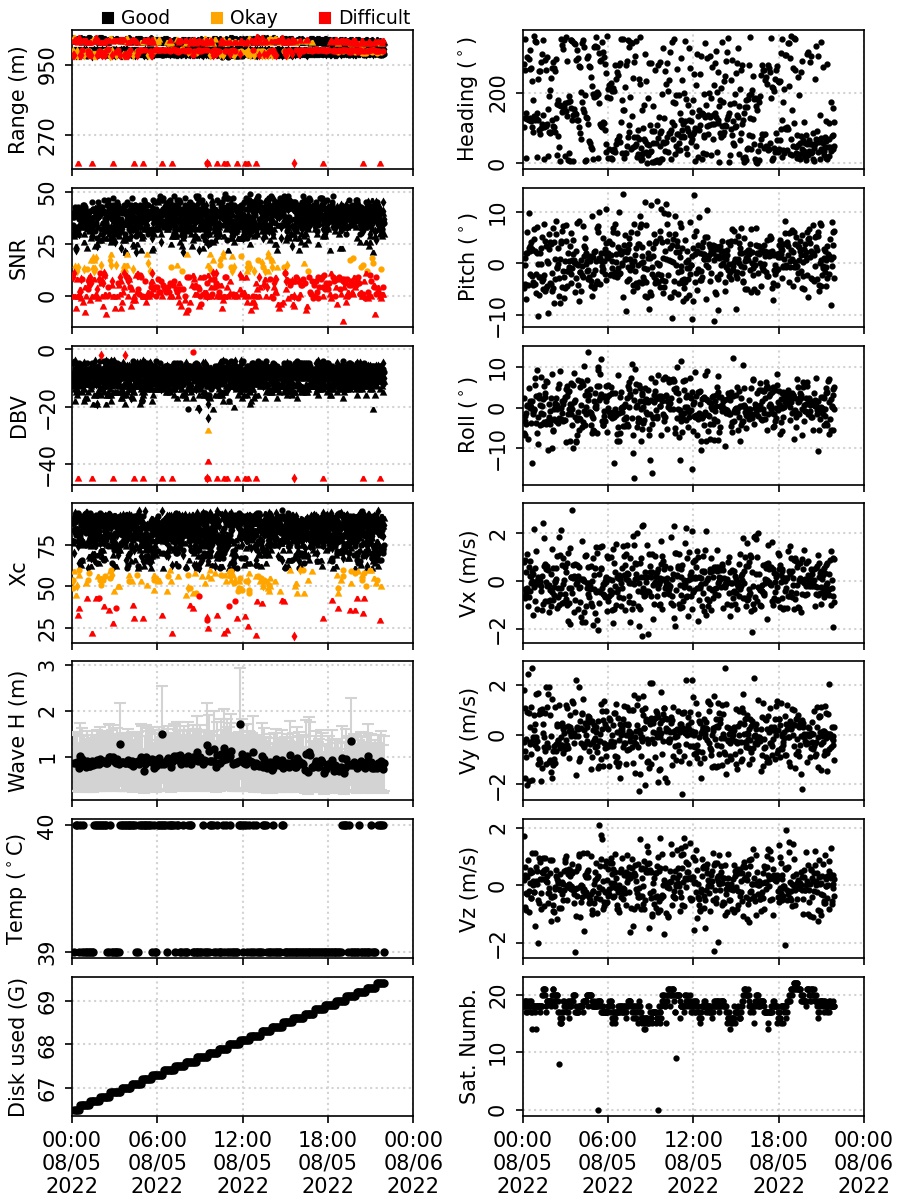 Good Okay Difficult
Range (m)
950
270
Heading (°)
200
0
SNR
50
25
0
Pitch (°)
10
0
−10
DBV
0
−20
−40
Roll (°)
10
0
−10
Xc
75
50
25
Vx (m/s)
2
0
−2
Wave H (m)
3
2
1
Vy (m/s)
2
0
−2
Temp (°C)
40
39
Vz (m/s)
2
0
−2
Disk used (G)
69
68
67
Sat. Numb.
20
10
0
00:00 06:00 12:00 18:00 00:00
08/05 08/05 08/05 08/05 08/06
2022 2022 2022 2022 2022
00:00 06:00 12:00 18:00 00:00
08/05 08/05 08/05 08/05 08/06
2022 2022 2022 2022 2022